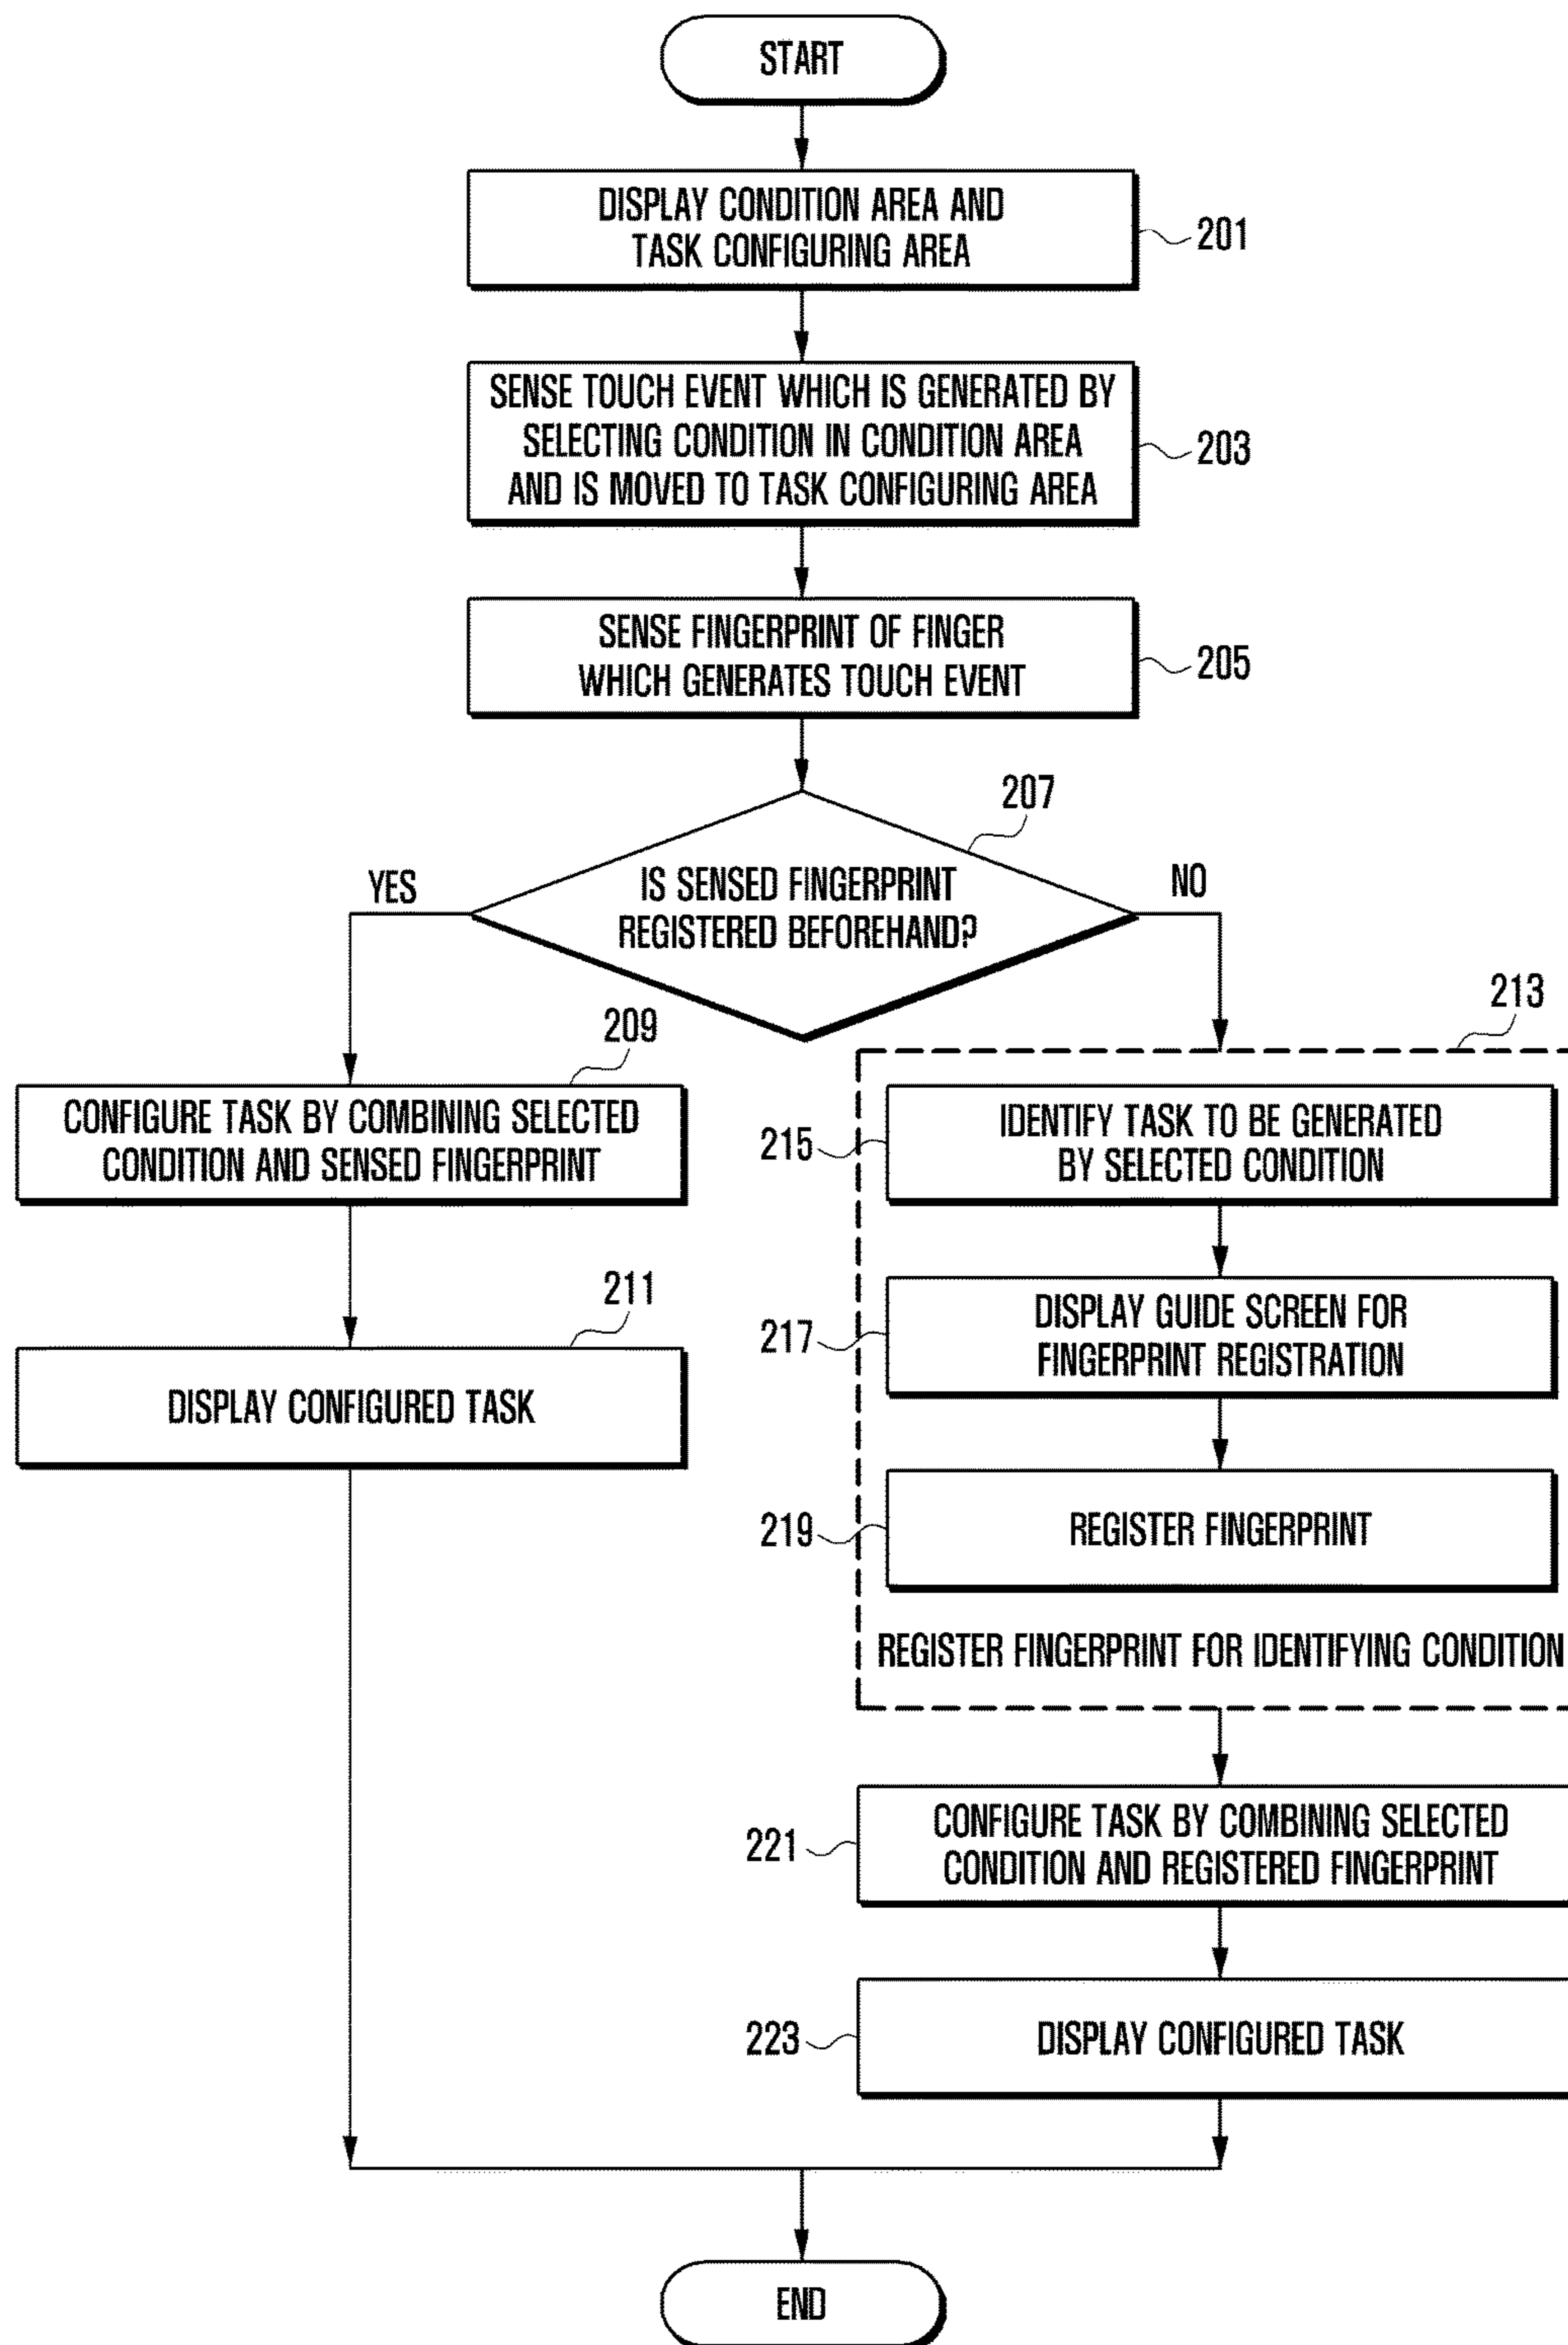 START
DISPLAY CONDITION AREA AND
TASK CONFIGURING AREA
201
SENSE TOUCH EVENT WHICH IS GENERATED BY
SELECTING CONDITION IN CONDITION AREA
AND IS MOVED TO TASK CONFIGURING AREA
203
SENSE FINGERPRINT OF FINGER
WHICH GENERATES TOUCH EVENT
205
207
IS SENSED FINGERPRINT
REGISTERED BEFOREHAND?
YES
NO
209
CONFIGURE TASK BY COMBINING SELECTED
CONDITION AND SENSED FINGERPRINT
211
DISPLAY CONFIGURED TASK
213
215
IDENTIFY TASK TO BE GENERATED
BY SELECTED CONDITION
217
DISPLAY GUIDE SCREEN FOR
FINGERPRINT REGISTRATION
219
REGISTER FINGERPRINT
REGISTER FINGERPRINT FOR IDENTIFYING CONDITION
221
CONFIGURE TASK BY COMBINING SELECTED
CONDITION AND REGISTERED FINGERPRINT
223
DISPLAY CONFIGURED TASK
END